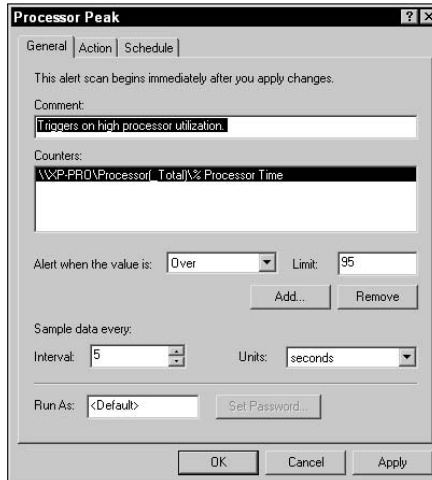 Processor Peak
General Action Schedule
This alert scan begins immediately after you apply changes.
Comment:
Triggers on high processor utilization.
Counters:
\\XP-PRO\Processor(_Total)\% Processor Time
Alert when the value is: Over Limit: 95
Add... Remove
Sample data every:
Interval: 5 Units: seconds
Run As: <Default> Set Password...
OK Cancel Apply